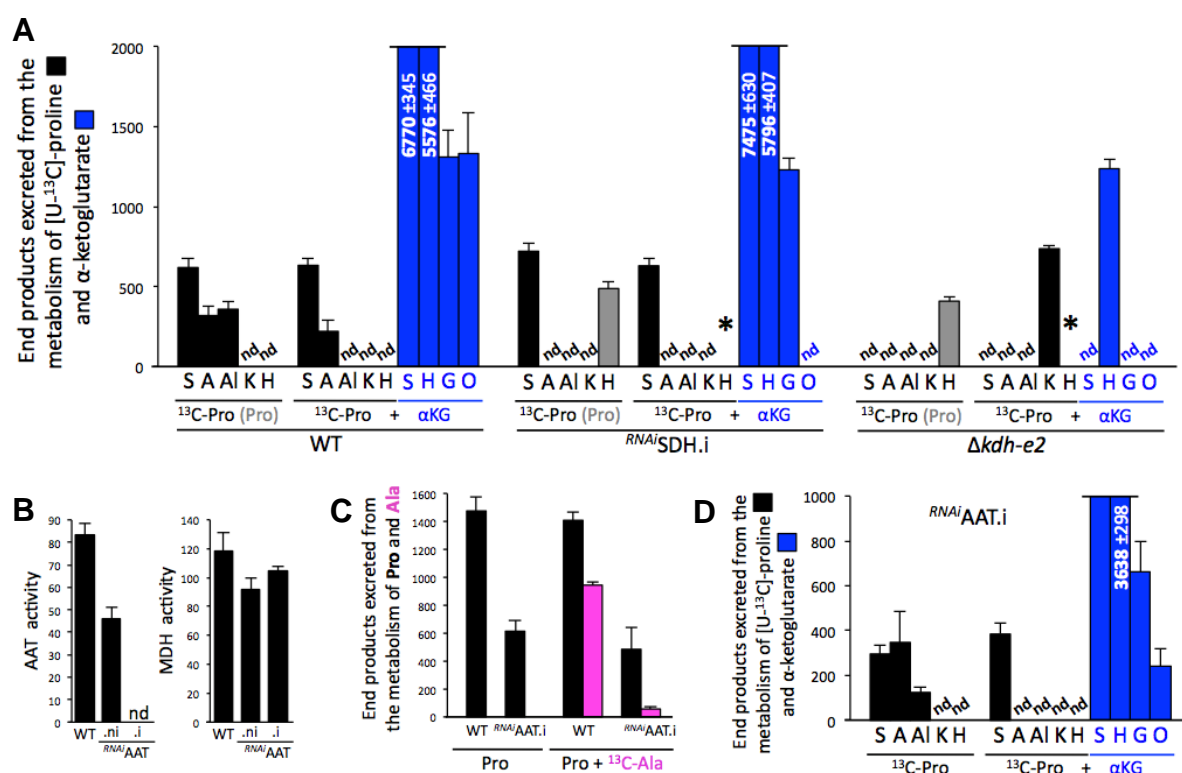 A
End products excreted from the
metabolism of [U-¹³C]-proline
and α-ketoglutarate
2000
1500
1000
500
0
6770 ±345
5576 ±466
7475 ±630
5796 ±407
nd nd nd nd nd nd nd nd nd nd nd * nd nd nd nd nd nd nd nd * nd nd nd
S A Al K H S A Al K H S H G O S A Al K H S A Al K H S H G O S A Al K H S A Al K H S H G O
¹³C-Pro (Pro) ¹³C-Pro + αKG ¹³C-Pro (Pro) ¹³C-Pro + αKG ¹³C-Pro (Pro) ¹³C-Pro + αKG
WT RNAiSDH.i Δkdh-e2
B
AAT activity
90
80
70
60
50
40
30
20
10
0
nd
WT .ni .i
RNAiAAT
MDH activity
140
120
100
80
60
40
20
0
WT .ni .i
RNAiAAT
C
End products excreted from
the metabolism of Pro and Ala
1600
1400
1200
1000
800
600
400
200
0
WT RNAiAAT.i WT RNAiAAT.i
Pro Pro + ¹³C-Ala
D
End products excreted from the
metabolism of [U-¹³C]-proline
and α-ketoglutarate
1000
800
600
400
200
0
RNAiAAT.i
3638 ±298
nd nd nd nd nd nd
S A Al K H S A Al K H S H G O
¹³C-Pro ¹³C-Pro + αKG